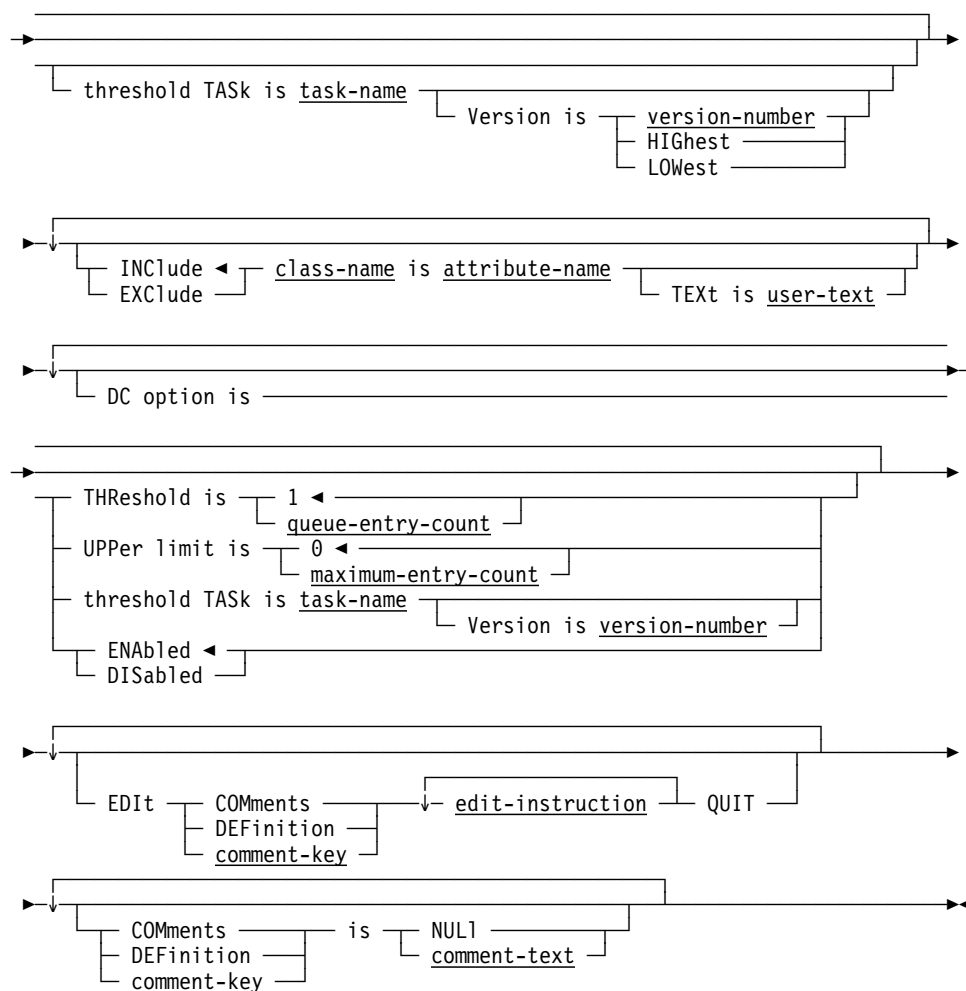 threshold TASk is task-name
Version is version-number
HIGhest
LOWest
INClude ◄ class-name is attribute-name
EXClude
TEXt is user-text
DC option is
THReshold is 1 ◄
queue-entry-count
UPPer limit is 0 ◄
maximum-entry-count
threshold TASk is task-name
Version is version-number
ENAbled ◄
DISabled
EDIt COMments edit-instruction QUIT
DEFinition
comment-key
COMments is NULl
DEFinition comment-text
comment-key